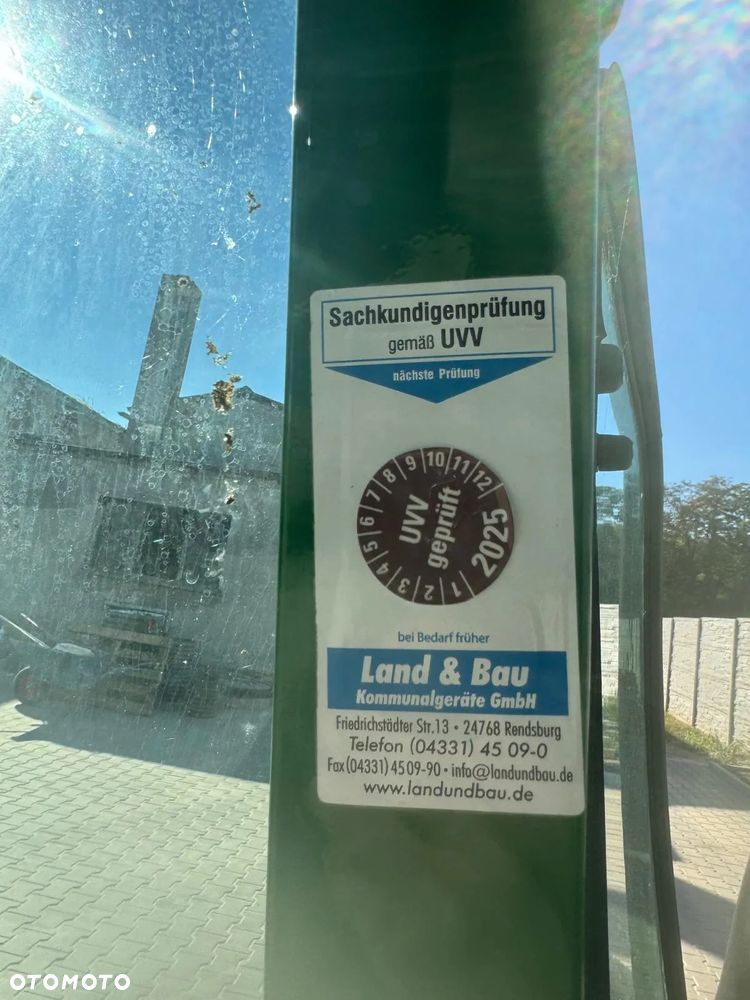 Sachkundigenprüfung
gemäß UVV
nächste Prüfung
1 2 3 4 5 6 7 8 9 10 11 12
UVV
geprüft
2025
bei Bedarf früher
Land & Bau
Kommunalgeräte GmbH
Friedrichstädter Str.13 • 24768 Rendsburg
Telefon (04331) 45 09-0
Fax (04331) 45 09-90 • info@landundbau.de
www.landundbau.de
OTOMOTO